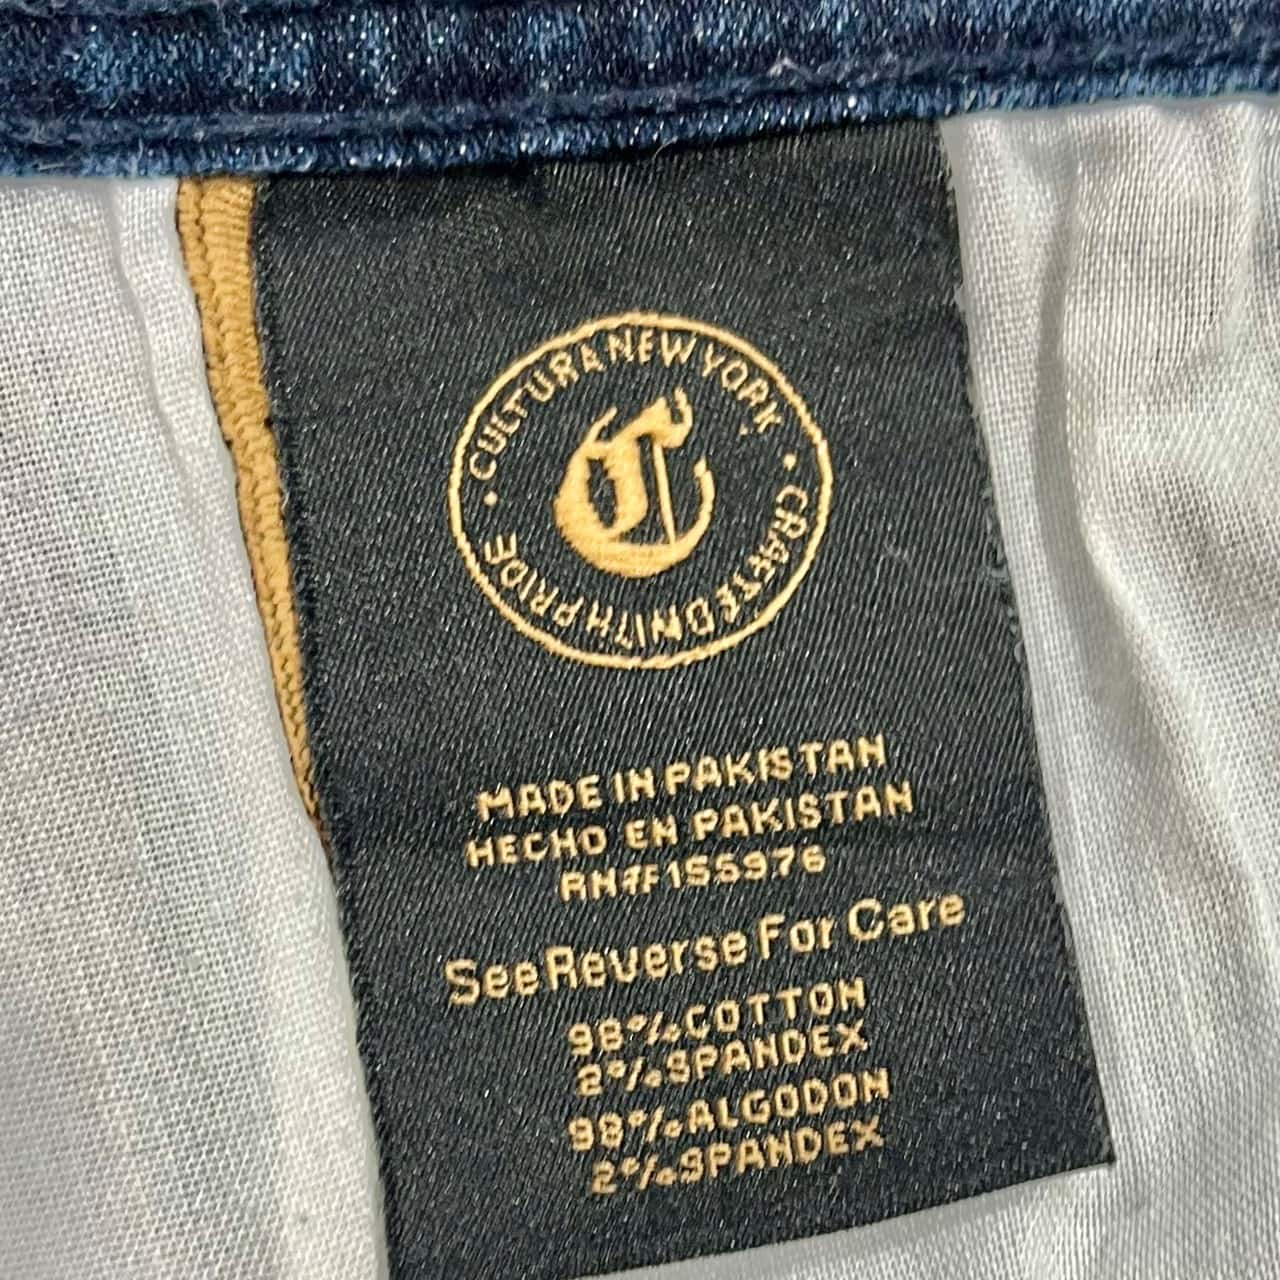 • CULTURA NEW YORK •
CRAFTED WITH PRIDE
C
MADE IN PAKISTAN
HECHO EN PAKISTAN
RN# 155976
See Reverse For Care
98% COTTON
2% SPANDEX
98% ALGODON
2% SPANDEX